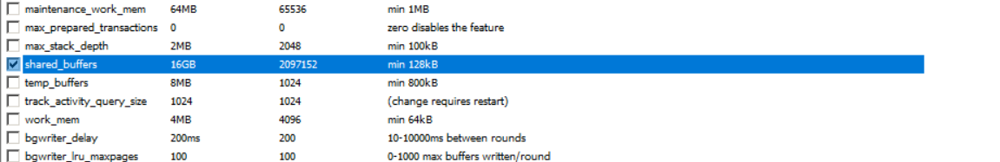 maintenance_work_mem 64MB 65536 min 1MB
max_prepared_transactions 0 0 zero disables the feature
max_stack_depth 2MB 2048 min 100kB
shared_buffers 16GB 2097152 min 128kB
temp_buffers 8MB 1024 min 800kB
track_activity_query_size 1024 1024 (change requires restart)
work_mem 4MB 4096 min 64kB
bgwriter_delay 200ms 200 10-10000ms between rounds
bgwriter_lru_maxpages 100 100 0-1000 max buffers written/round